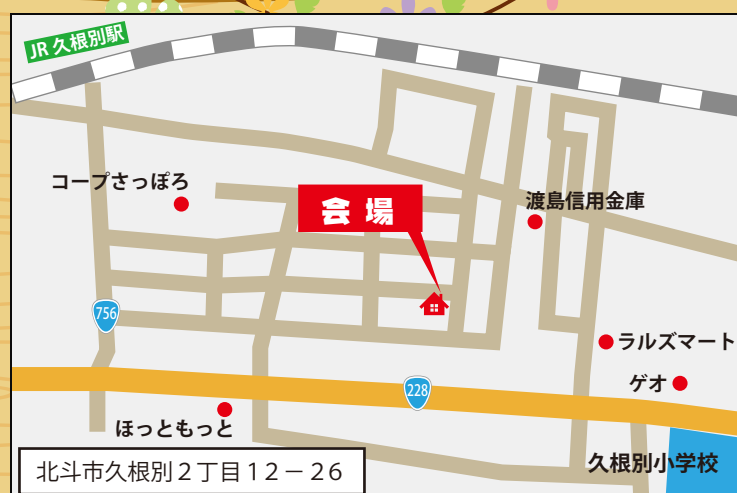 JR 久根別駅
コープさっぽろ
会 場
渡島信用金庫
756
ラルズマート
ゲオ
228
ほっともっと
久根別小学校
北斗市久根別２丁目１２－２６